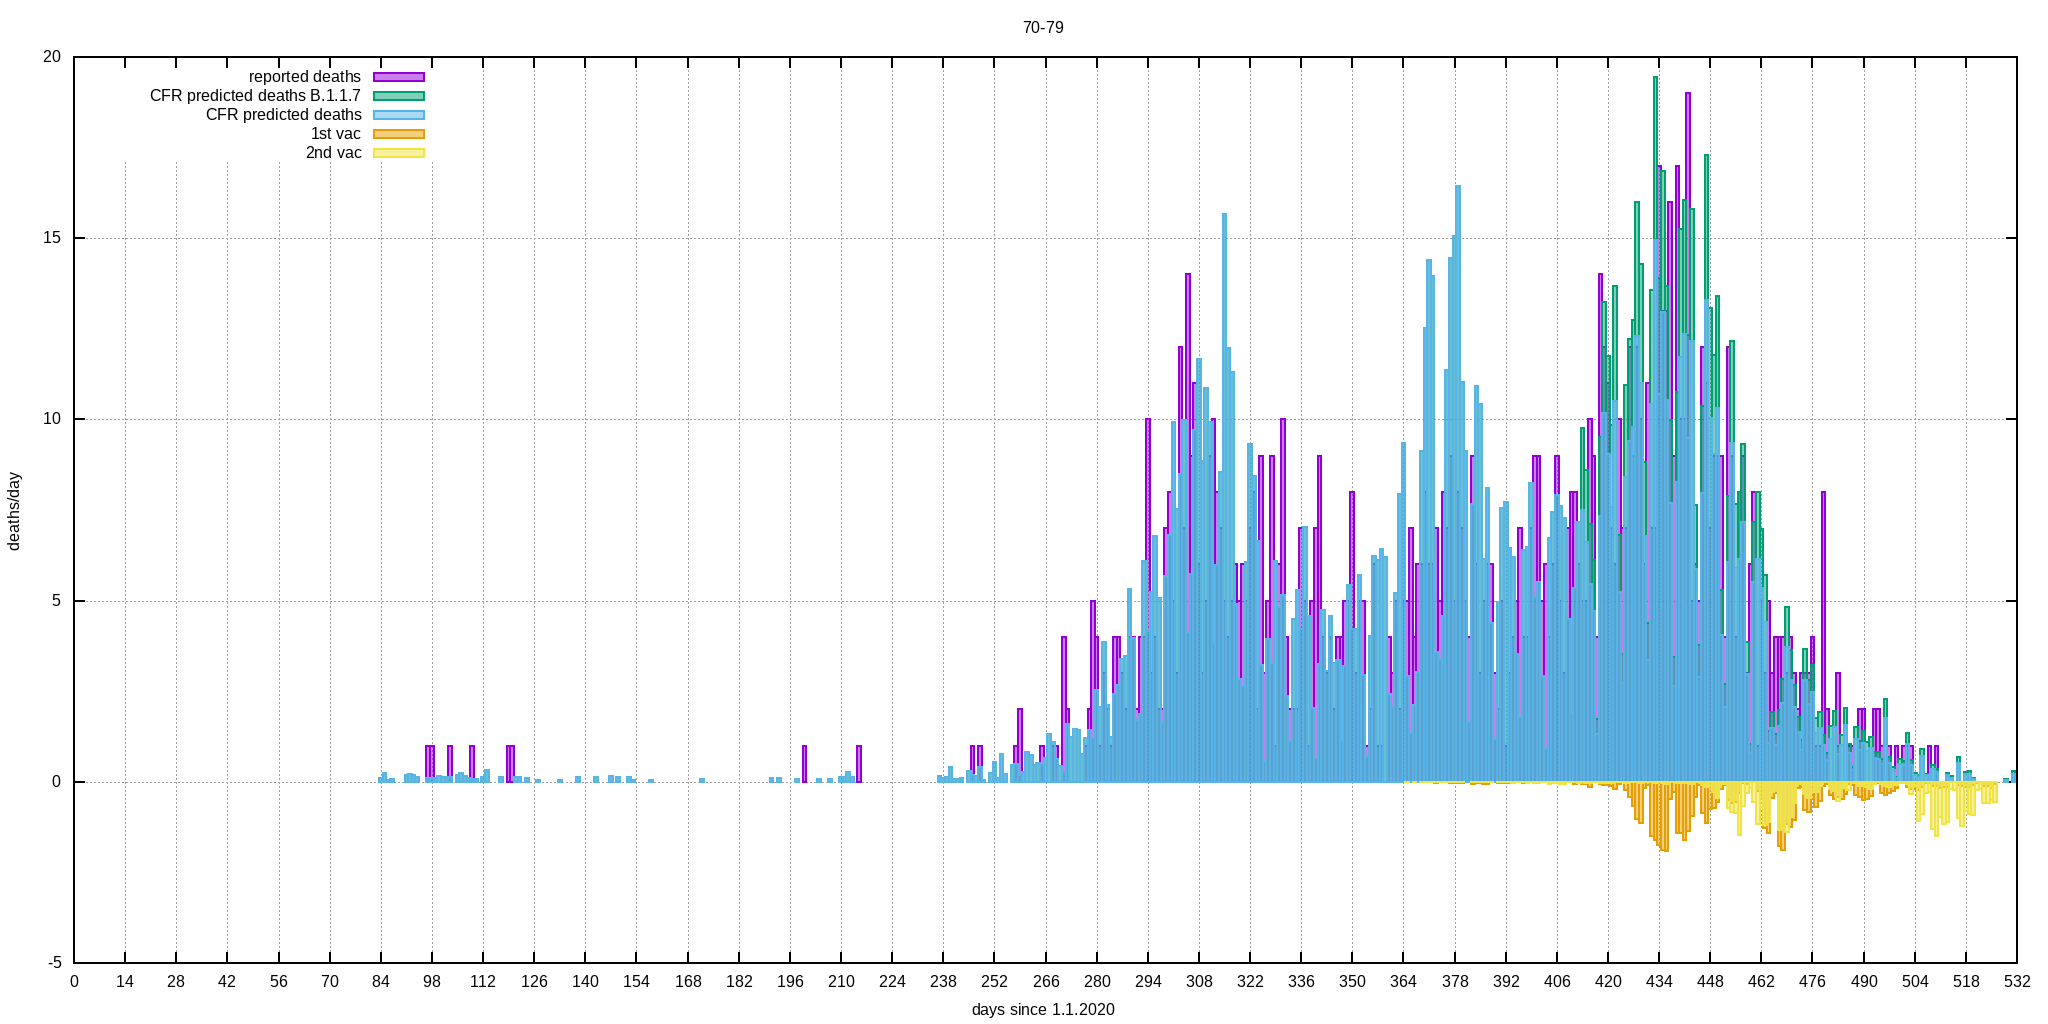 70-79
20
15
10
5
0
-5
deaths/day
reported deaths
CFR predicted deaths B.1.1.7
CFR predicted deaths
1st vac
2nd vac
0 14 28 42 56 70 84 98 112 126 140 154 168 182 196 210 224 238 252 266 280 294 308 322 336 350 364 378 392 406 420 434 448 462 476 490 504 518 532
days since 1.1.2020